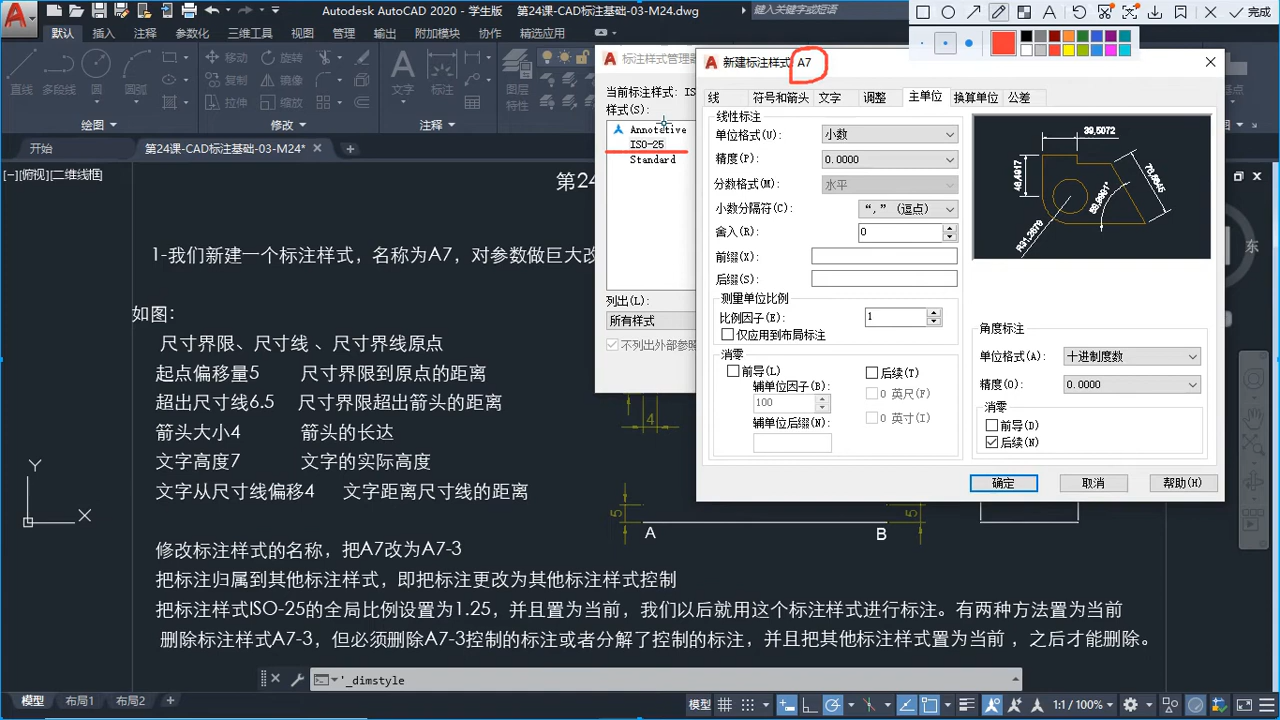 Autodesk AutoCAD 2020 - 学生版 第24课-CAD标注基础-03-M24.dwg
键入关键字或短语
完成
默认 插入 注释 参数化 三维工具 视图 管理 输出 附加模块 协作 精选应用
直线 多段线 圆 圆弧
移动
复制
拉伸
旋转
镜像
缩放
文字 标注
图层
特性
绘图 修改 注释
开始 第24课-CAD标注基础-03-M24*
[-][俯视][二维线框]
第24
1-我们新建一个标注样式，名称为A7，对参数做巨大改
如图：
尺寸界限、尺寸线 、尺寸界线原点
起点偏移量5 尺寸界限到原点的距离
超出尺寸线6.5 尺寸界限超出箭头的距离
箭头大小4 箭头的长达
文字高度7 文字的实际高度
文字从尺寸线偏移4 文字距离尺寸线的距离
修改标注样式的名称，把A7改为A7-3
把标注归属到其他标注样式，即把标注更改为其他标注样式控制
把标注样式ISO-25的全局比例设置为1.25，并且置为当前，我们以后就用这个标注样式进行标注。有两种方法置为当前
删除标注样式A7-3，但必须删除A7-3控制的标注或者分解了控制的标注，并且把其他标注样式置为当前 ，之后才能删除。
标注样式管理器
当前标注样式: IS
样式(S):
Annotative
ISO-25
Standard
列出(L):
所有样式
不列出外部参照
新建标注样式: A7
线 符号和箭头 文字 调整 主单位 换算单位 公差
线性标注
单位格式(U): 小数
精度(P): 0.0000
分数格式(M): 水平
小数分隔符(C): “,” (逗点)
舍入(R): 0
前缀(X):
后缀(S):
测量单位比例
比例因子(E): 1
仅应用到布局标注
消零
前导(L) 后续(T)
辅单位因子(B): 0 英尺(F)
100
辅单位后缀(N): 0 英寸(I)
39,5072
角度标注
单位格式(A): 十进制度数
精度(O): 0.0000
消零
前导(D)
后续(N)
确定 取消 帮助(H)
4
5 5
A B
Y
X
东
'_dimstyle
模型 布局1 布局2 +
模型 1:1 / 100%